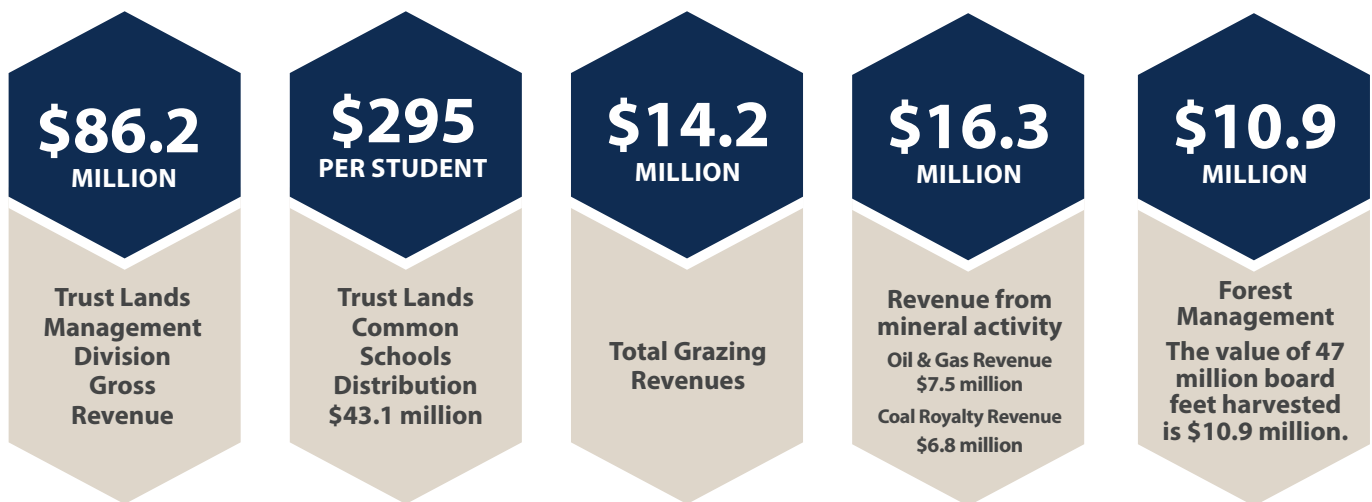 $86.2
MILLION
Trust Lands
Management
Division
Gross
Revenue
$295
PER STUDENT
Trust Lands
Common
Schools
Distribution
$43.1 million
$14.2
MILLION
Total Grazing
Revenues
$16.3
MILLION
Revenue from
mineral activity
Oil & Gas Revenue
$7.5 million
Coal Royalty Revenue
$6.8 million
$10.9
MILLION
Forest
Management
The value of 47
million board
feet harvested
is $10.9 million.